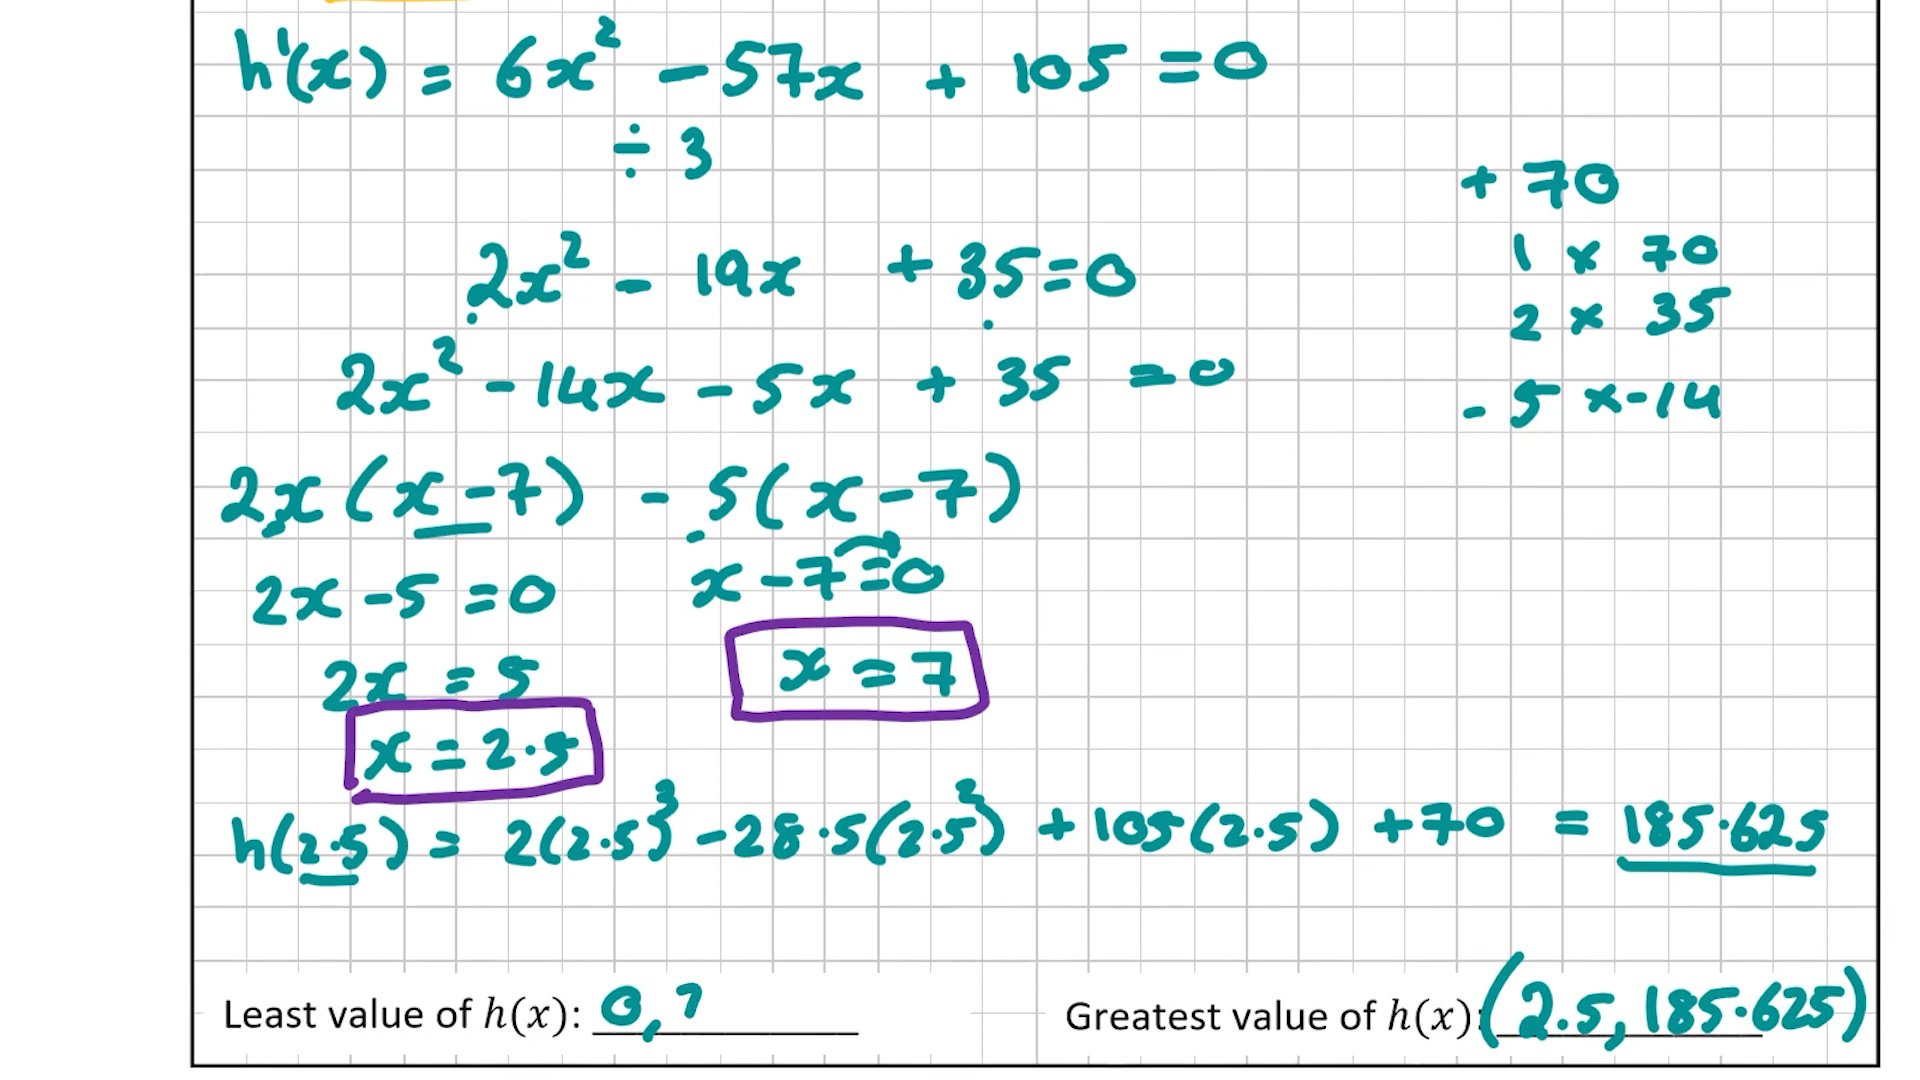 h'(x) = 6x² - 57x + 105 = 0
÷ 3
+ 70
1 x 70
2x² - 19x + 35 = 0
2 x 35
2x² - 14x - 5x + 35 = 0
- 5 x -14
2x(x-7) - 5(x-7)
2x - 5 = 0 x - 7 = 0
2x = 5 x = 7
x = 2.5
h(2.5) = 2(2.5)³ - 28.5(2.5)² + 105(2.5) + 70 = 185.625
Least value of h(x): 0, 7 Greatest value of h(x): (2.5, 185.625)